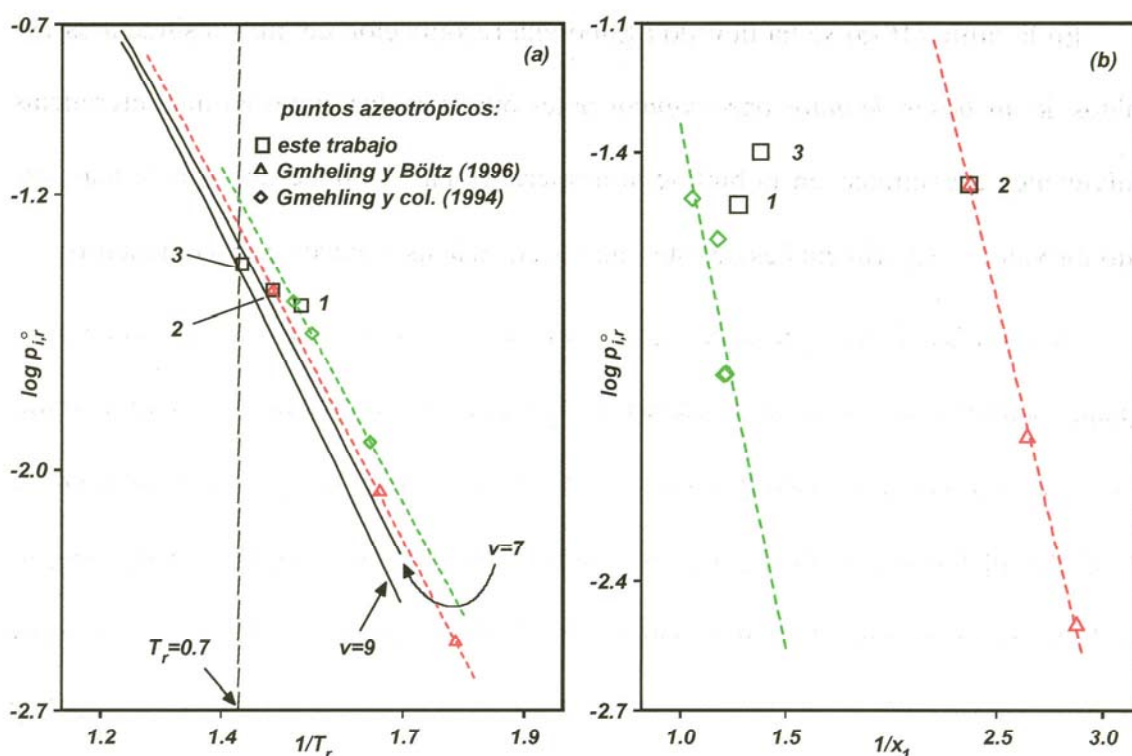 (a)
-0.7
-1.2
-2.0
-2.7
log p°i,r
puntos azeotrópicos:
este trabajo
Gmheling y Böltz (1996)
Gmehling y col. (1994)
3
2
1
ν=7
ν=9
Tr=0.7
1.2
1.4
1/Tr
1.7
1.9
(b)
-1.1
-1.4
-2.4
-2.7
log p°i,r
3
1
2
1.0
1.5
1/x1
2.5
3.0